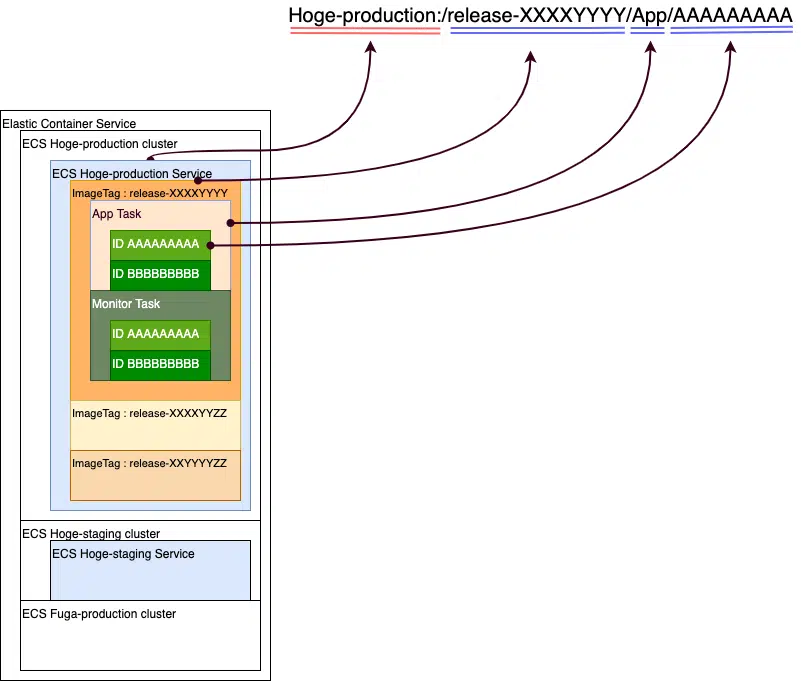 Hoge-production:/release-XXXXYYYY/App/AAAAAAAAA
Elastic Container Service
ECS Hoge-production cluster
ECS Hoge-production Service
ImageTag : release-XXXXYYYY
App Task
ID AAAAAAAAA
ID BBBBBBBBB
Monitor Task
ID AAAAAAAAA
ID BBBBBBBBB
ImageTag : release-XXXXYYZZ
ImageTag : release-XXYYYYZZ
ECS Hoge-staging cluster
ECS Hoge-staging Service
ECS Fuga-production cluster